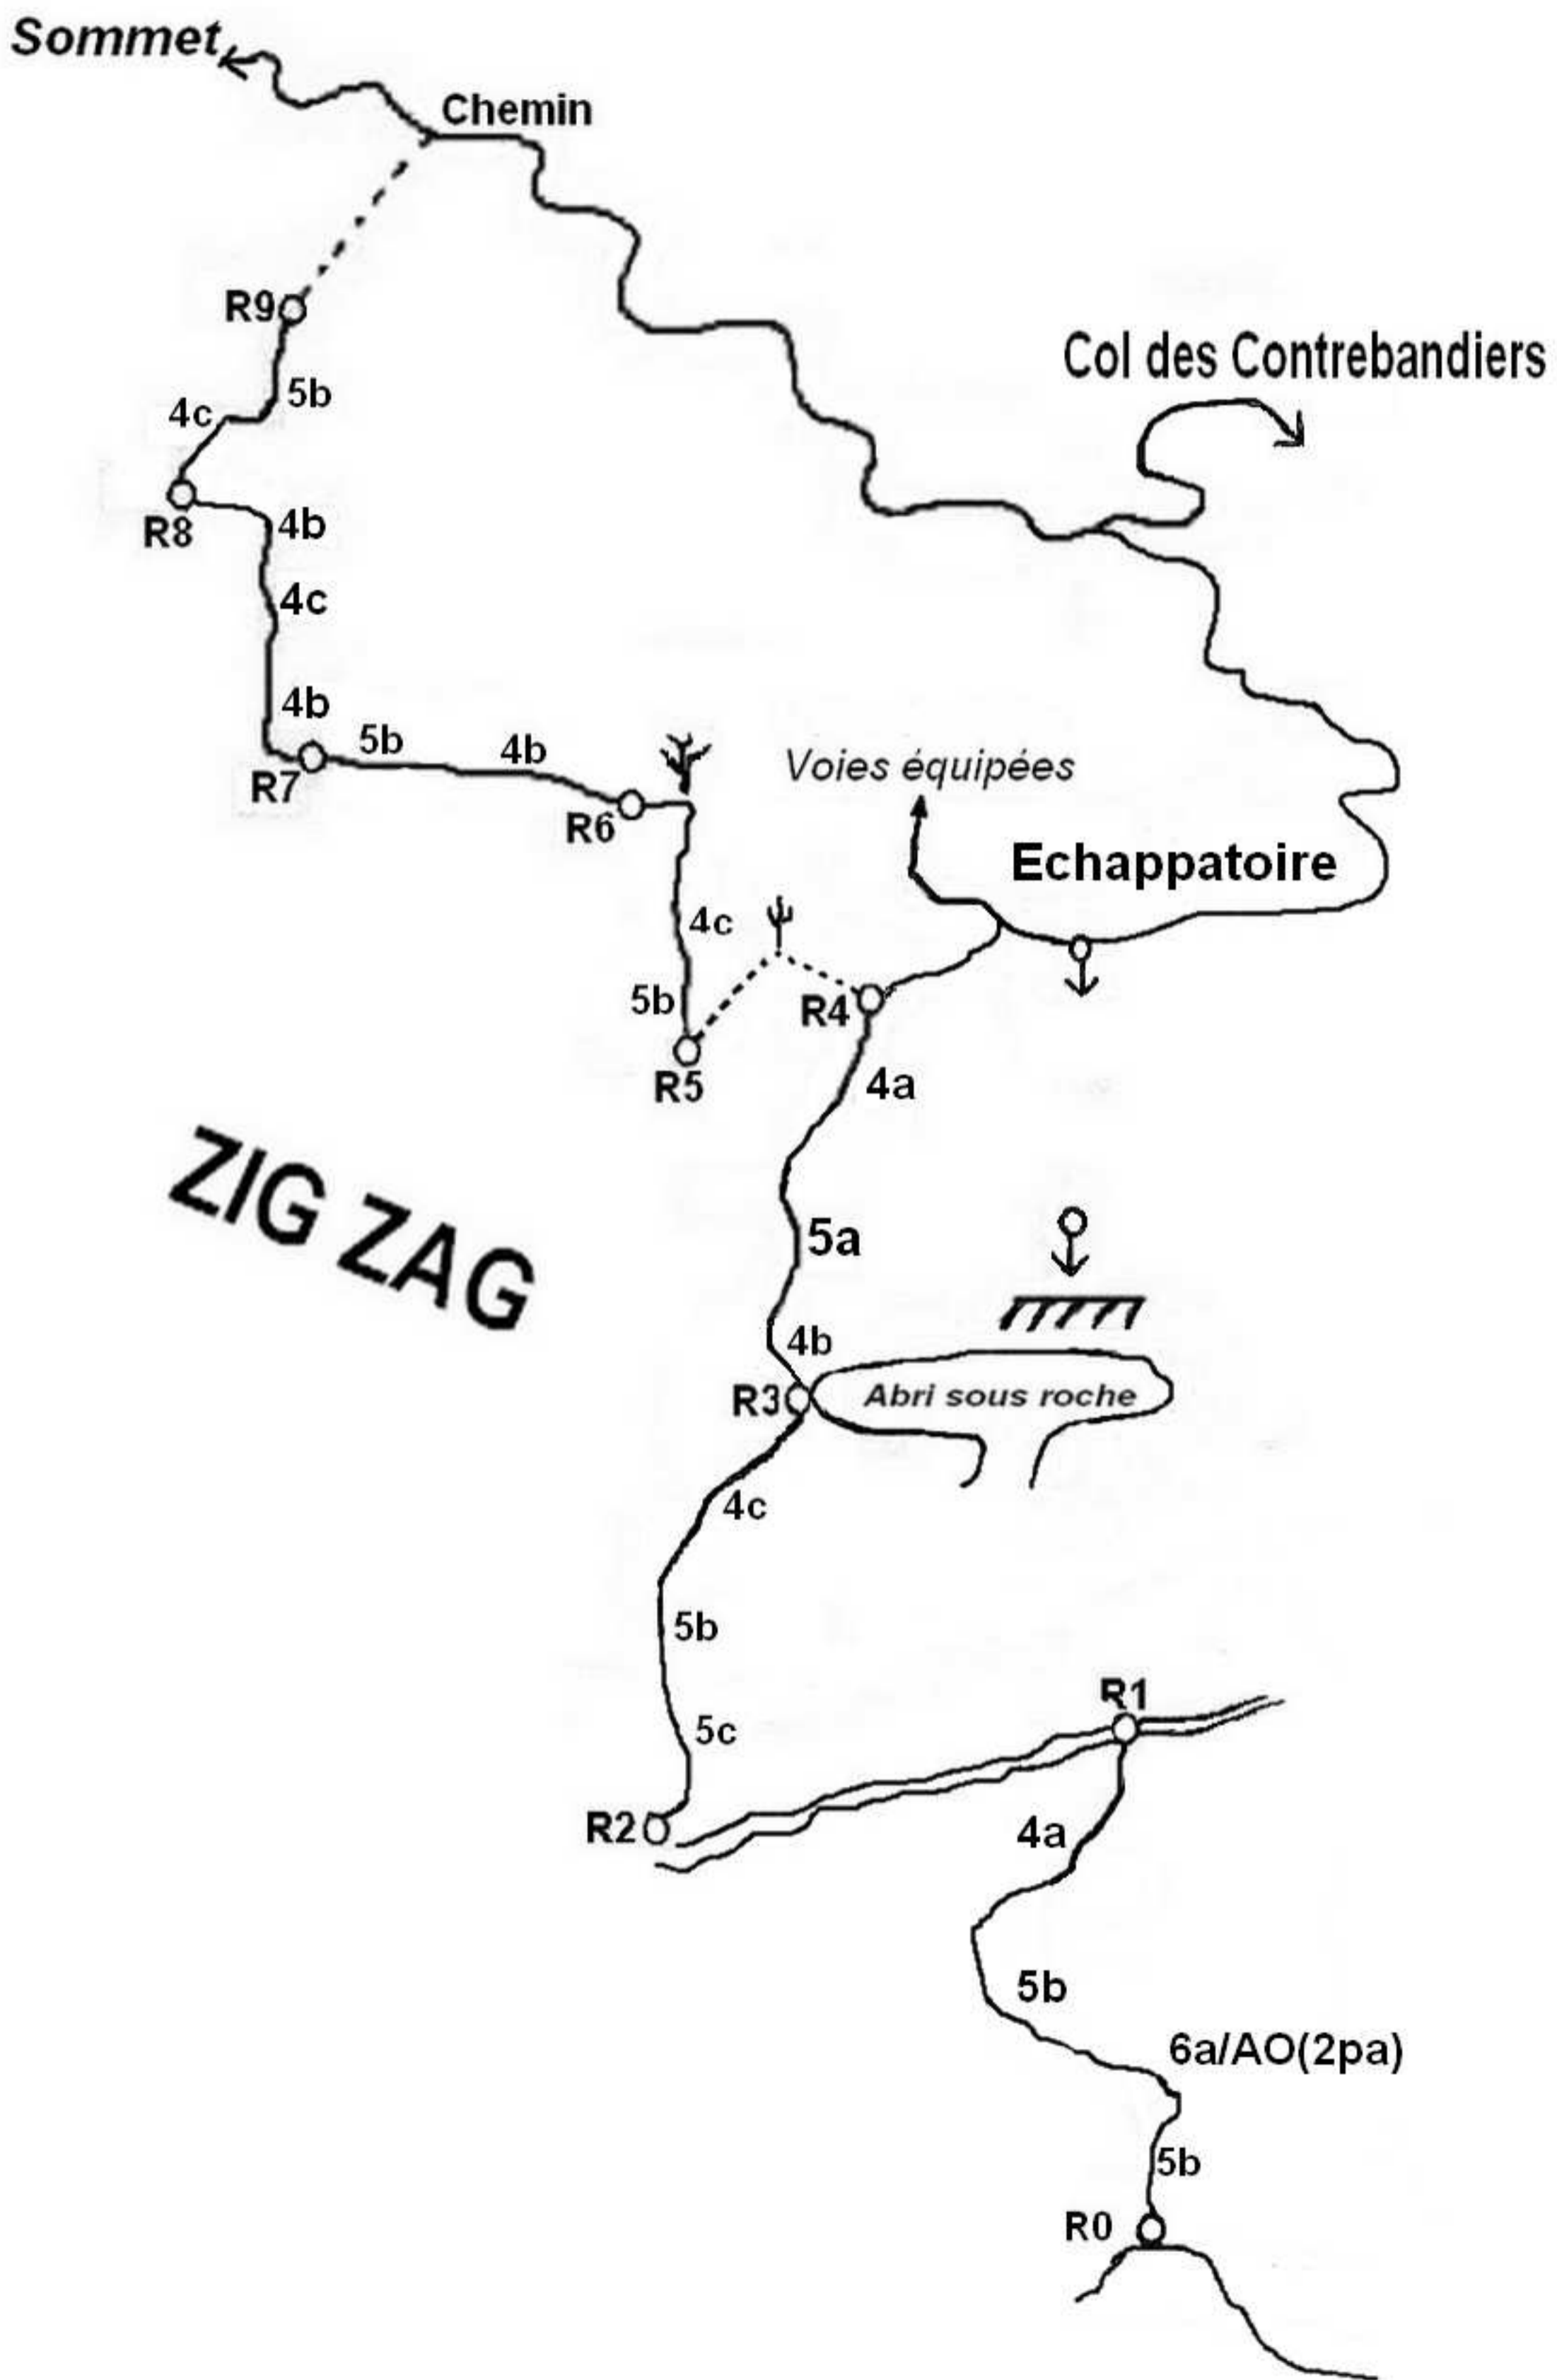 Sommet
Chemin
R9
Col des Contrebandiers
5b
4c
R8
4b
4c
4b
5b
4b
R7
Voies équipées
R6
Echappatoire
4c
5b
R4
R5
4a
ZIG ZAG
5a
4b
R3
Abri sous roche
4c
5b
R1
5c
R2
4a
5b
6a/AO(2pa)
5b
R0